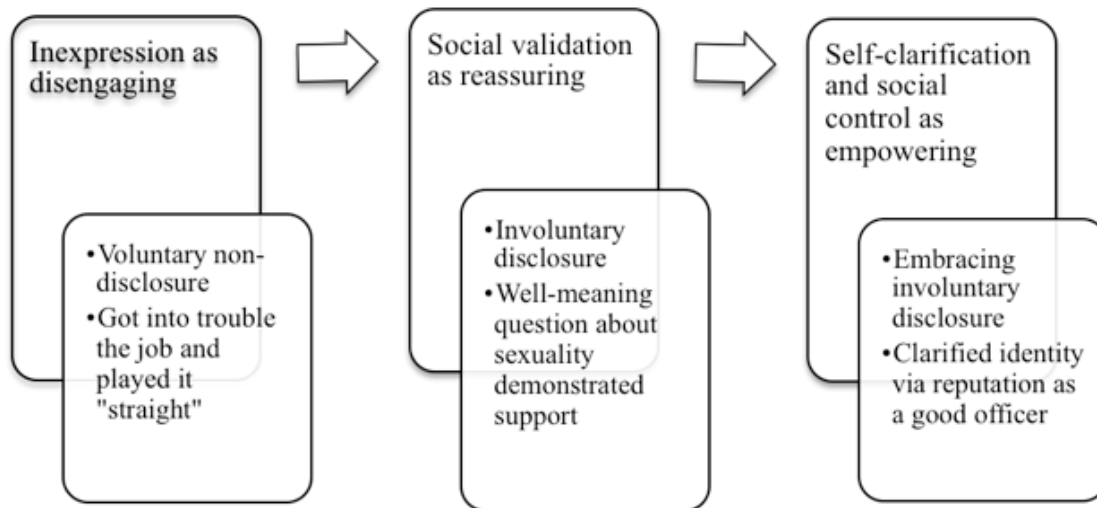 Inexpression as
disengaging
•Voluntary non-
disclosure
•Got into trouble
the job and
played it
"straight"
Social validation
as reassuring
•Involuntary
disclosure
•Well-meaning
question about
sexuality
demonstrated
support
Self-clarification
and social
control as
empowering
•Embracing
involuntary
disclosure
•Clarified identity
via reputation as
a good officer